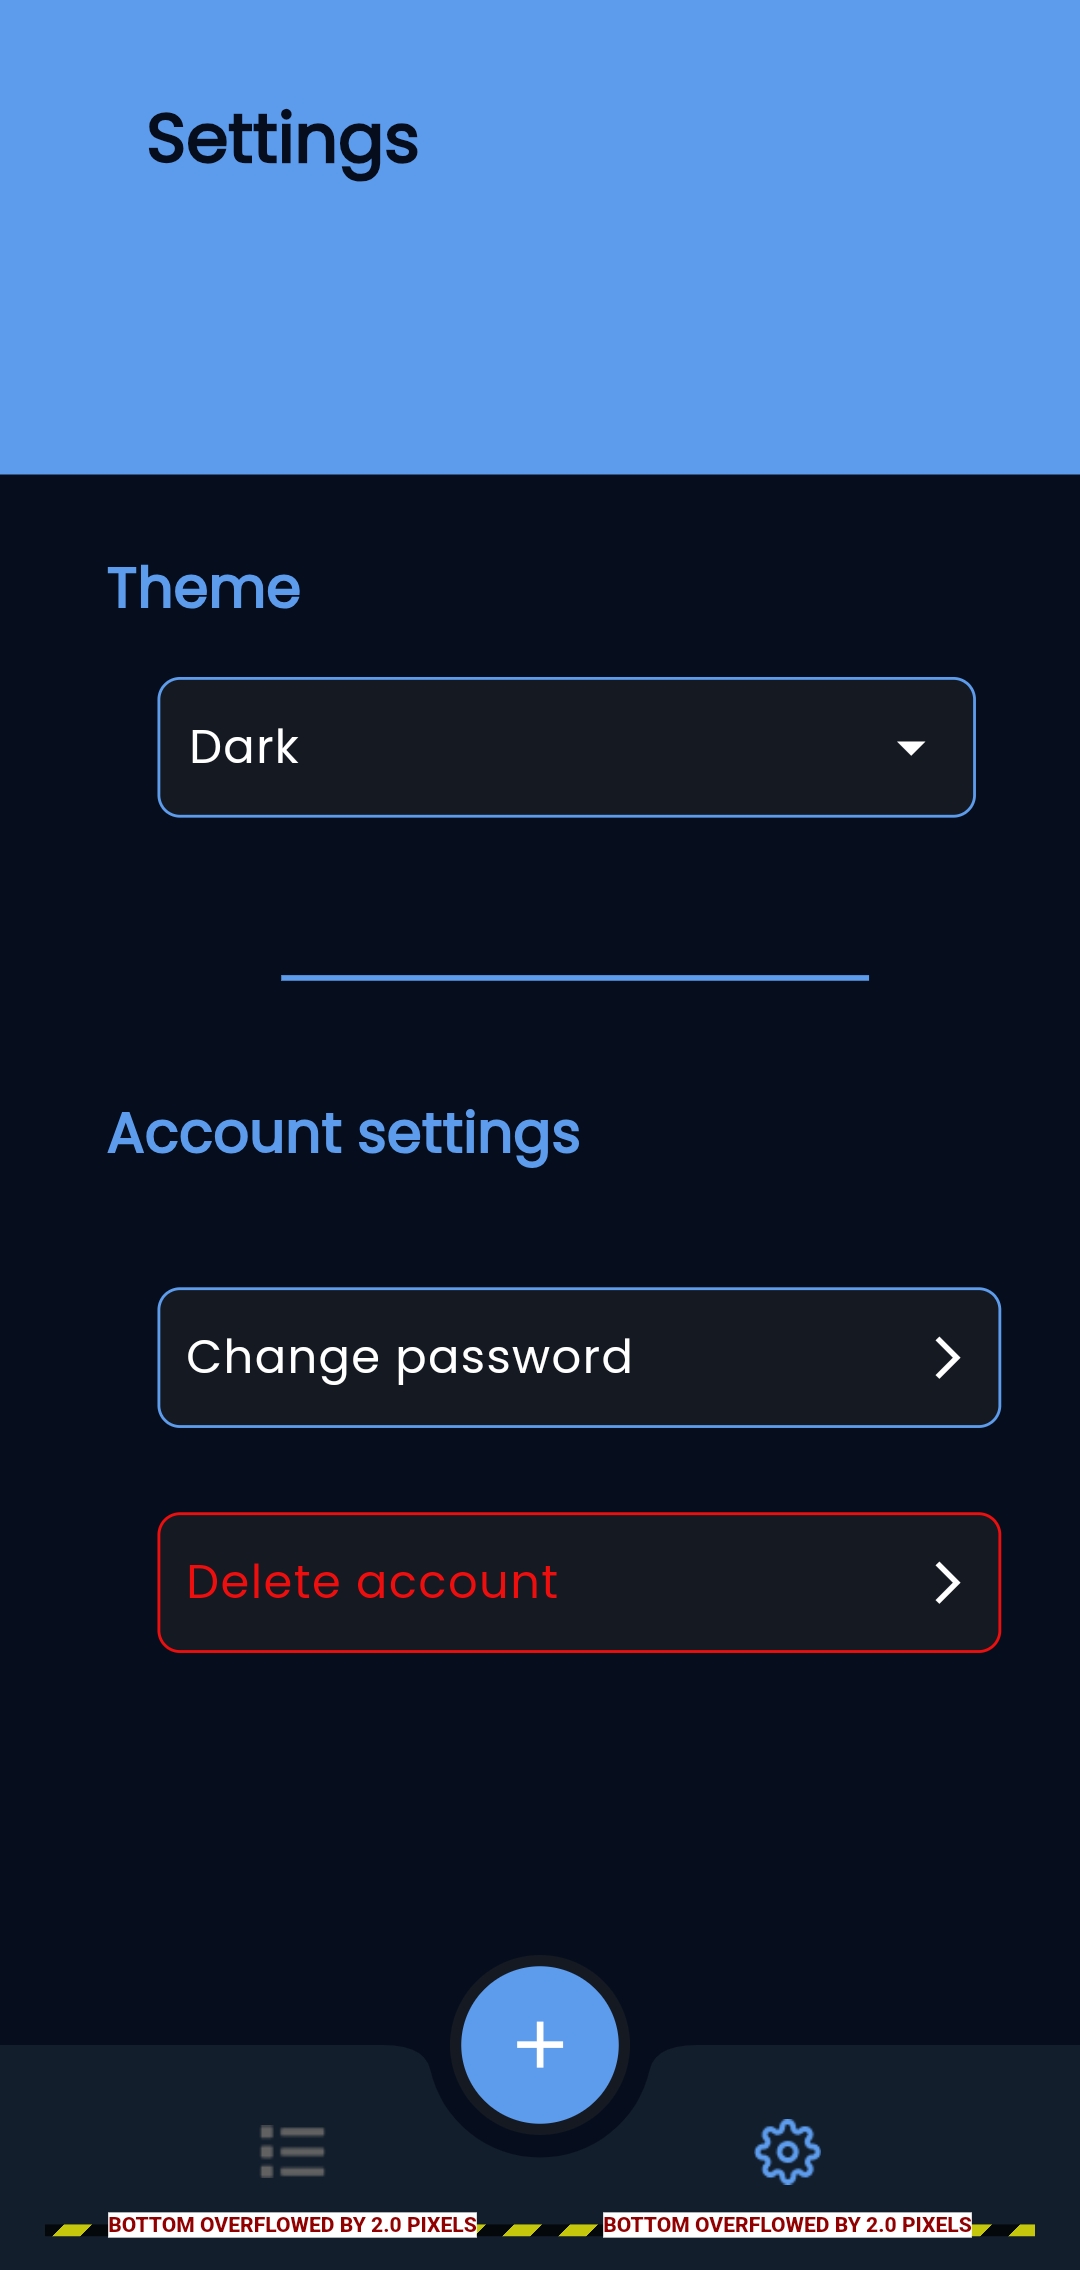 Settings
Theme
Dark
Account settings
Change password
Delete account
BOTTOM OVERFLOWED BY 2.0 PIXELS
BOTTOM OVERFLOWED BY 2.0 PIXELS